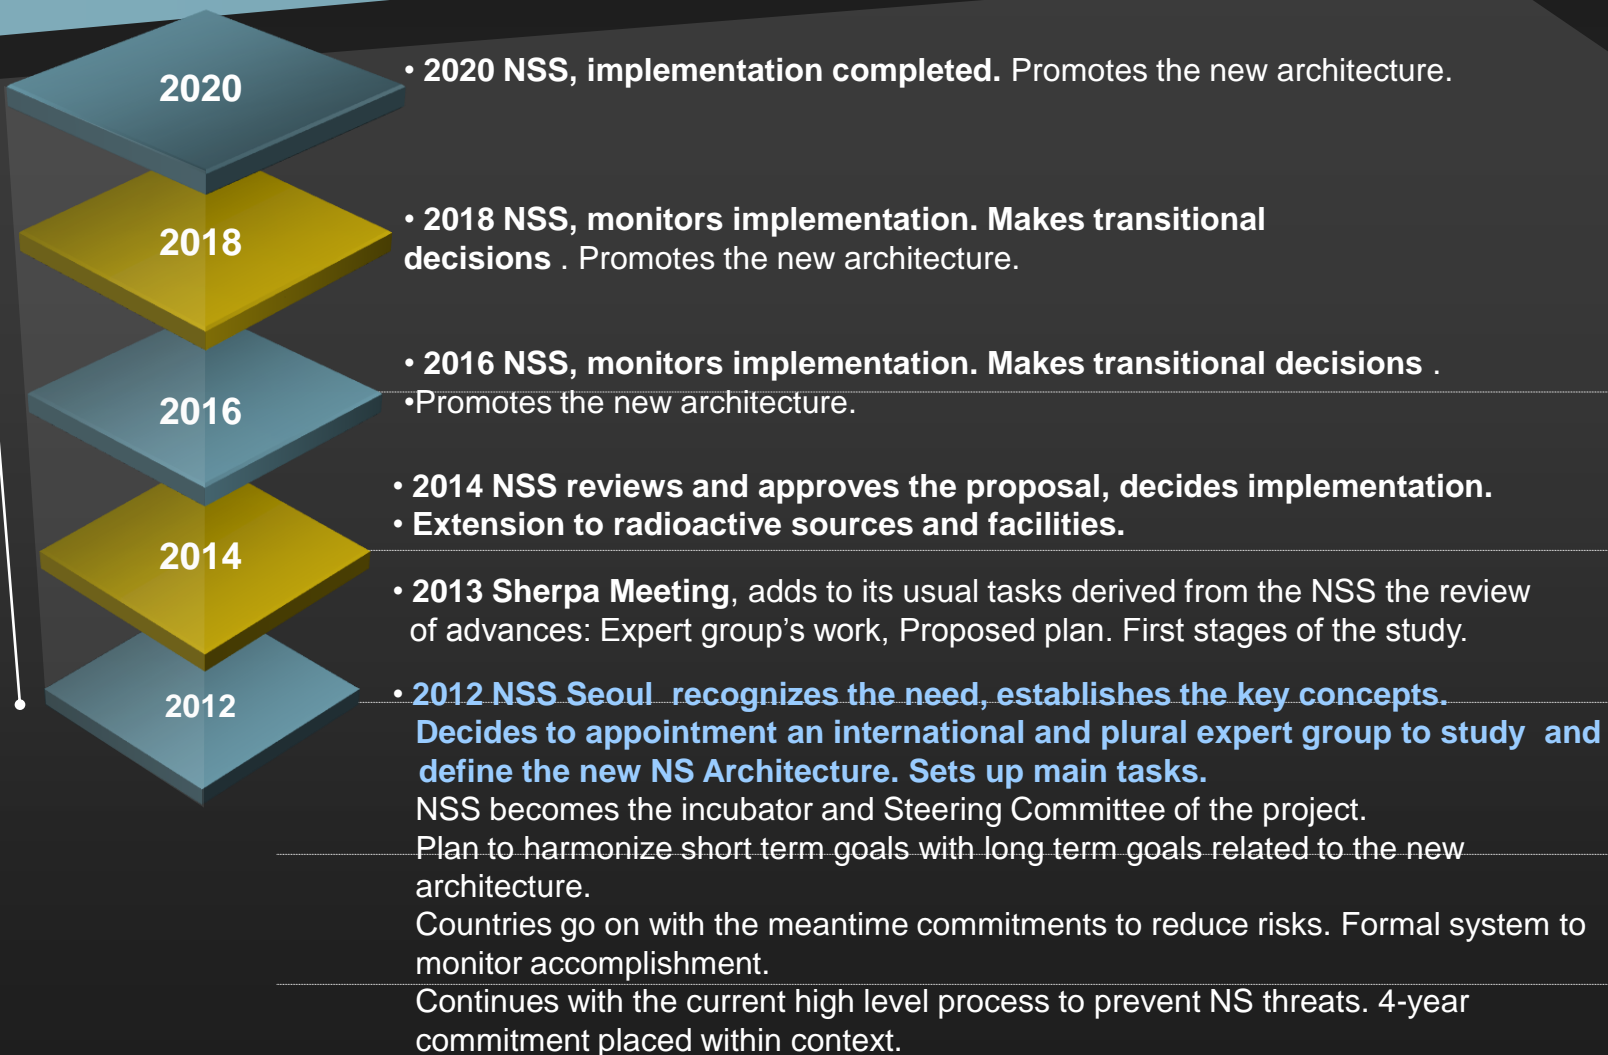 2020
• 2020 NSS, implementation completed. Promotes the new architecture.
2018
• 2018 NSS, monitors implementation. Makes transitional
decisions . Promotes the new architecture.
2016
• 2016 NSS, monitors implementation. Makes transitional decisions .
•Promotes the new architecture.
2014
• 2014 NSS reviews and approves the proposal, decides implementation.
• Extension to radioactive sources and facilities.
• 2013 Sherpa Meeting, adds to its usual tasks derived from the NSS the review
of advances: Expert group’s work, Proposed plan. First stages of the study.
2012
• 2012 NSS Seoul recognizes the need, establishes the key concepts.
Decides to appointment an international and plural expert group to study and
define the new NS Architecture. Sets up main tasks.
NSS becomes the incubator and Steering Committee of the project.
Plan to harmonize short term goals with long term goals related to the new
architecture.
Countries go on with the meantime commitments to reduce risks. Formal system to
monitor accomplishment.
Continues with the current high level process to prevent NS threats. 4-year
commitment placed within context.